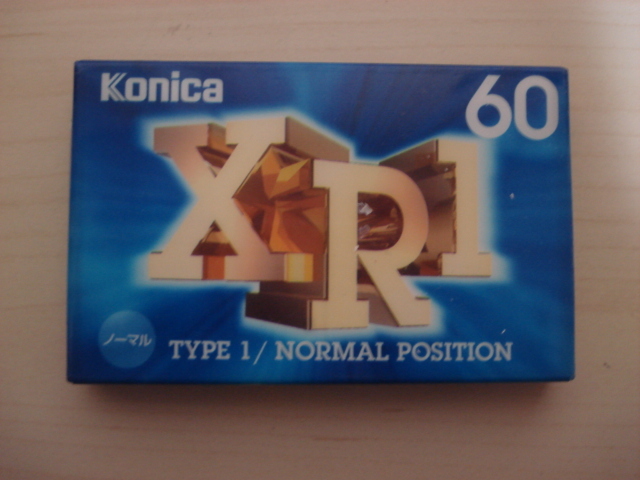 Konica
60
XR1
ノーマル
TYPE 1/ NORMAL POSITION